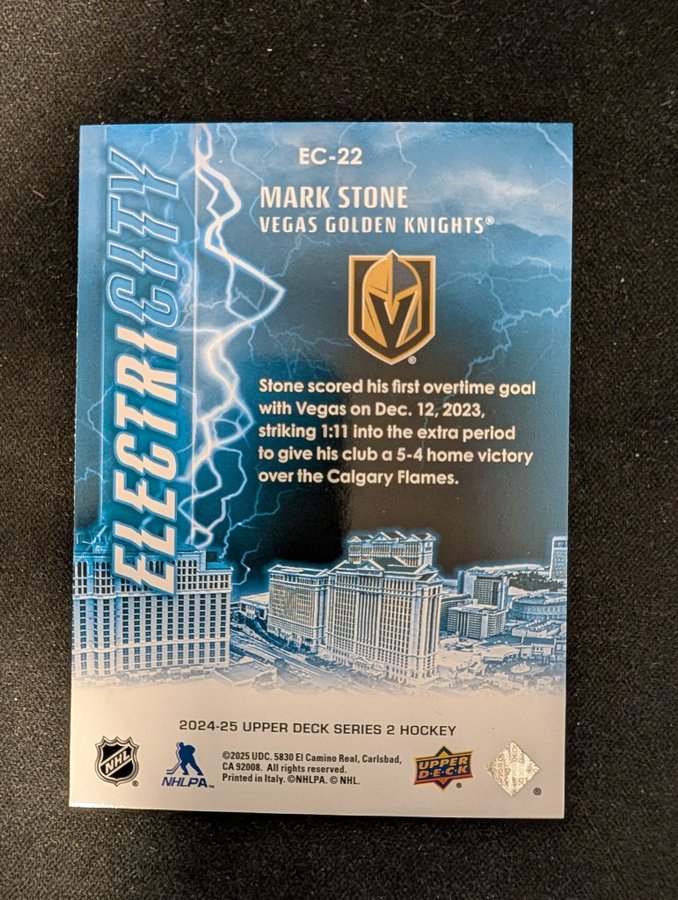 EC-22
MARK STONE
VEGAS GOLDEN KNIGHTS®
ELECTRICITY
®
Stone scored his first overtime goal
with Vegas on Dec. 12, 2023,
striking 1:11 into the extra period
to give his club a 5-4 home victory
over the Calgary Flames.
2024-25 UPPER DECK SERIES 2 HOCKEY
NHL ®
NHLPA™
©2025 UDC. 5830 El Camino Real, Carlsbad,
CA 92008. All rights reserved.
Printed in Italy. ©NHLPA. © NHL.
UPPER
D·E·C·K ®
®